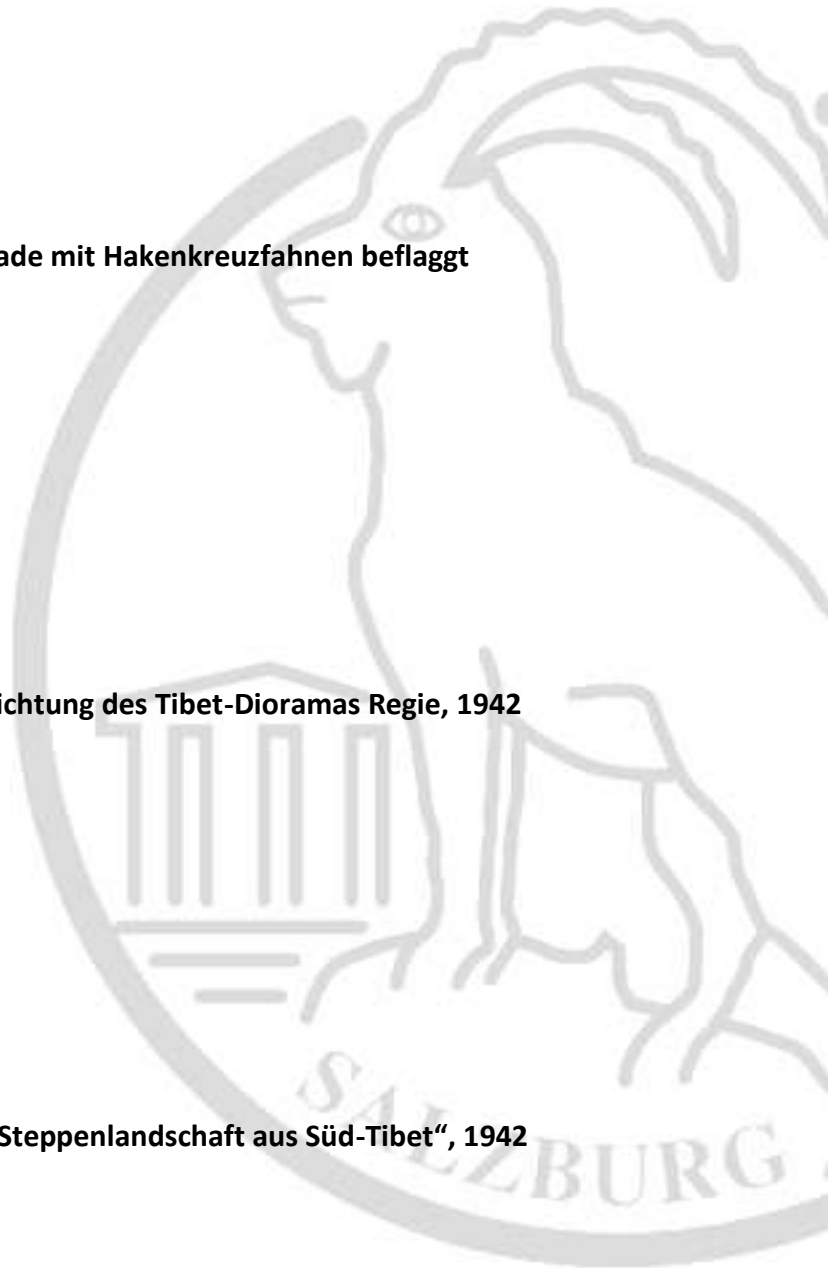 ade mit Hakenkreuzfahnen beflaggt
ichtung des Tibet-Dioramas Regie, 1942
Steppenlandschaft aus Süd-Tibet“, 1942
SALZBURG